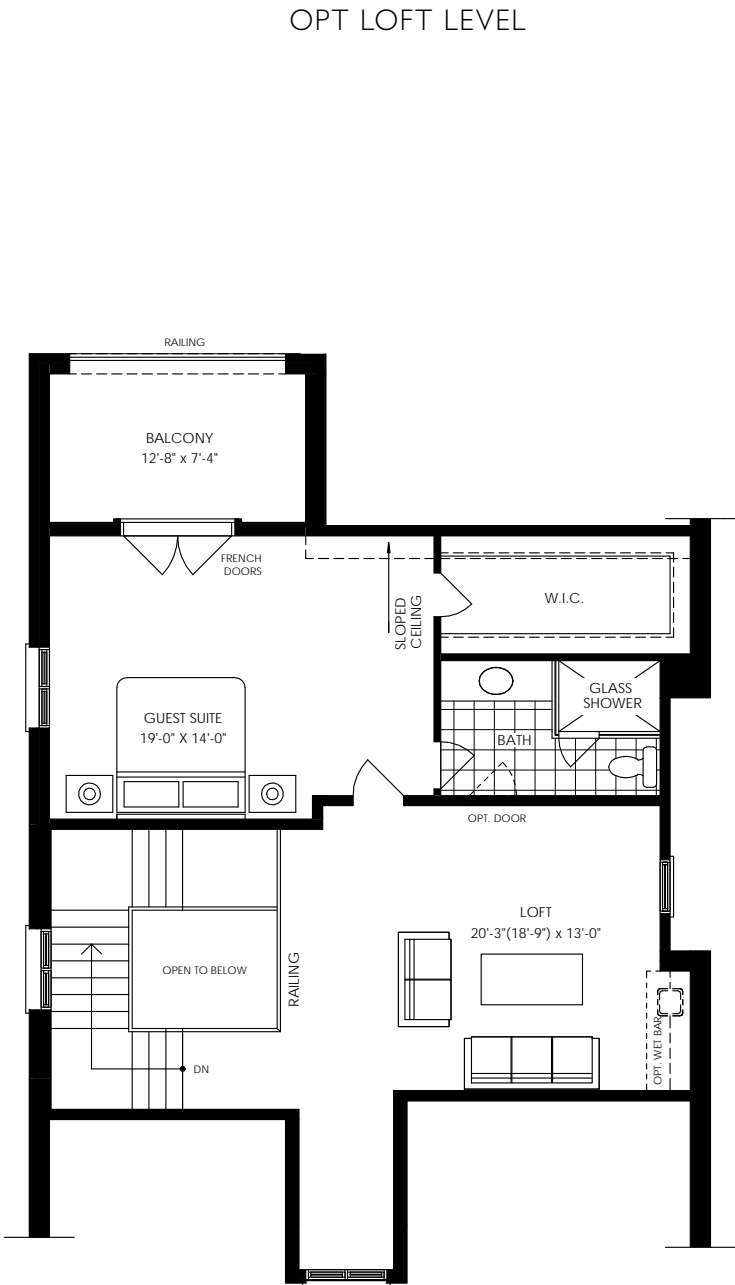 OPT LOFT LEVEL
RAILING
BALCONY
12'-8" x 7'-4"
FRENCH
DOORS
SLOPED
CEILING
W.I.C.
GLASS
SHOWER
GUEST SUITE
19'-0" X 14'-0"
BATH
OPT. DOOR
LOFT
20'-3"(18'-9") x 13'-0"
OPEN TO BELOW
RAILING
OPT. WET BAR
DN